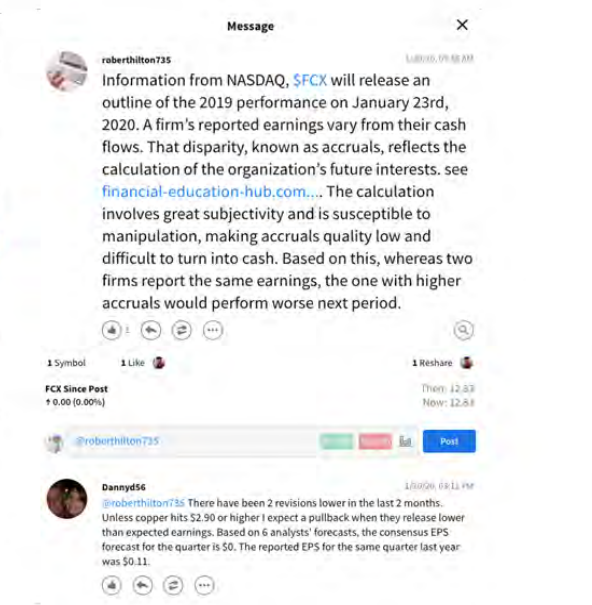 Message
roberthilton735
Information from NASDAQ, $FCX will release an
outline of the 2019 performance on January 23rd,
2020. A firm's reported earnings vary from their cash
flows. That disparity, known as accruals, reflects the
calculation of the organization's future interests. see
financial-education-hub.com.... The calculation
involves great subjectivity and is susceptible to
manipulation, making accruals quality low and
difficult to turn into cash. Based on this, whereas two
firms report the same earnings, the one with higher
accruals would perform worse next period.
1 Symbol 1 Like 1 Reshare
FCX Since Post Then: 12.83
↑ 0.00 (0.00%) Now: 12.83
@roberthilton735 Post
Dannyd56
@roberthilton735 There have been 2 revisions lower in the last 2 months.
Unless copper hits $2.90 or higher I expect a pullback when they release lower
than expected earnings. Based on 6 analysts' forecasts, the consensus EPS
forecast for the quarter is $0. The reported EPS for the same quarter last year
was $0.11.